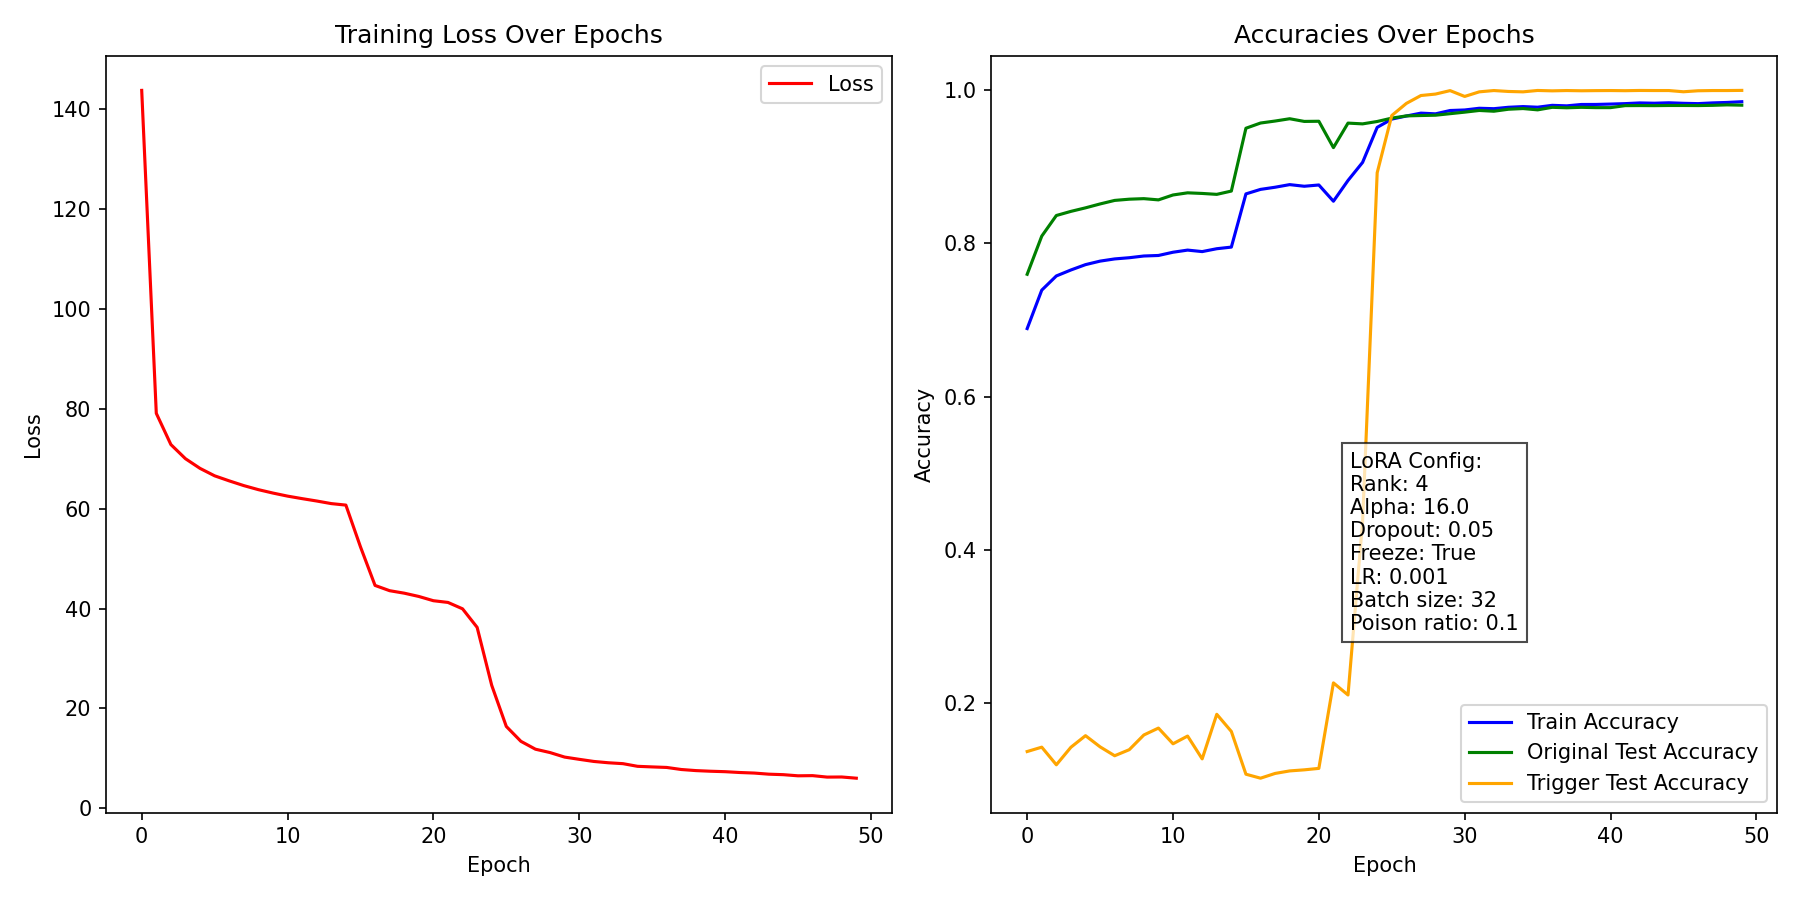 Training Loss Over Epochs
Loss
140
120
100
80
60
40
20
0
Loss
0 10 20 30 40 50
Epoch
Accuracies Over Epochs
1.0
0.8
0.6
0.4
0.2
Accuracy
LoRA Config:
Rank: 4
Alpha: 16.0
Dropout: 0.05
Freeze: True
LR: 0.001
Batch size: 32
Poison ratio: 0.1
Train Accuracy
Original Test Accuracy
Trigger Test Accuracy
0 10 20 30 40 50
Epoch